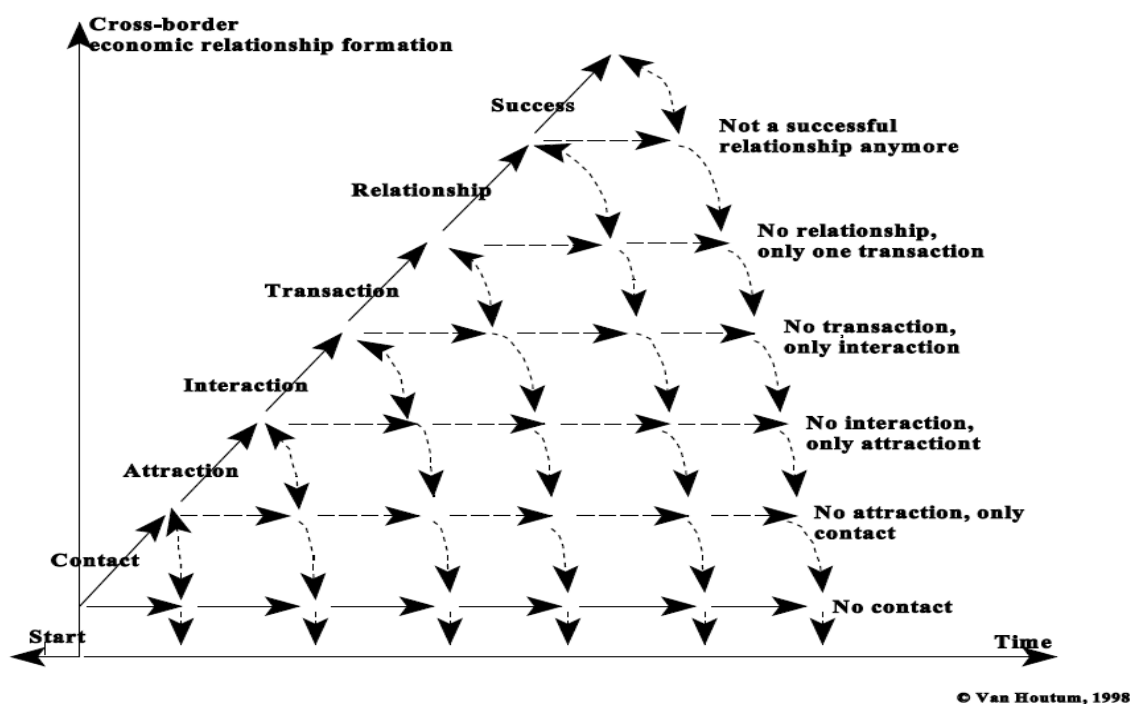 Cross-border
economic relationship formation
Success
Not a successful
relationship anymore
Relationship
No relationship,
only one transaction
Transaction
No transaction,
only interaction
Interaction
No interaction,
only attractiont
Attraction
No attraction, only
contact
Contact
No contact
Start
Time
© Van Houtum, 1998